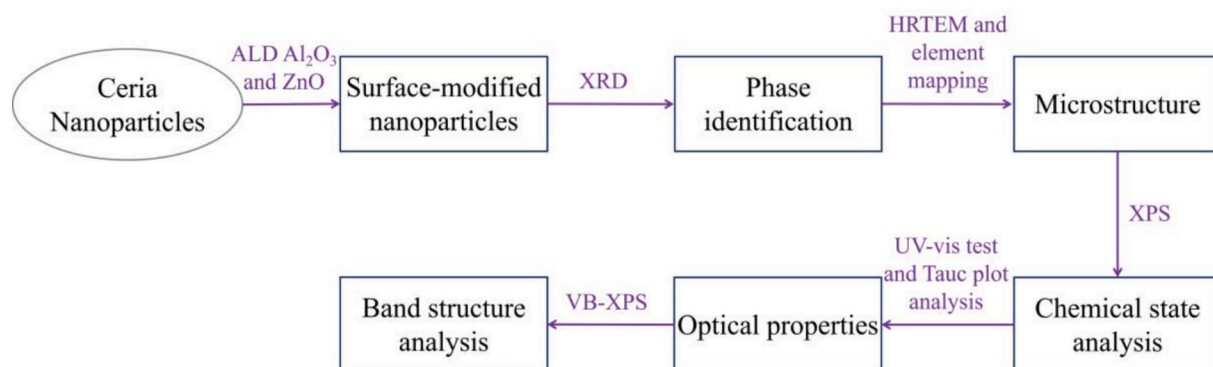 Ceria
Nanoparticles
ALD Al₂O₃
and ZnO
Surface-modified
nanoparticles
XRD
Phase
identification
HRTEM and
element
mapping
Microstructure
XPS
Chemical state
analysis
UV-vis test
and Tauc plot
analysis
Optical properties
VB-XPS
Band structure
analysis